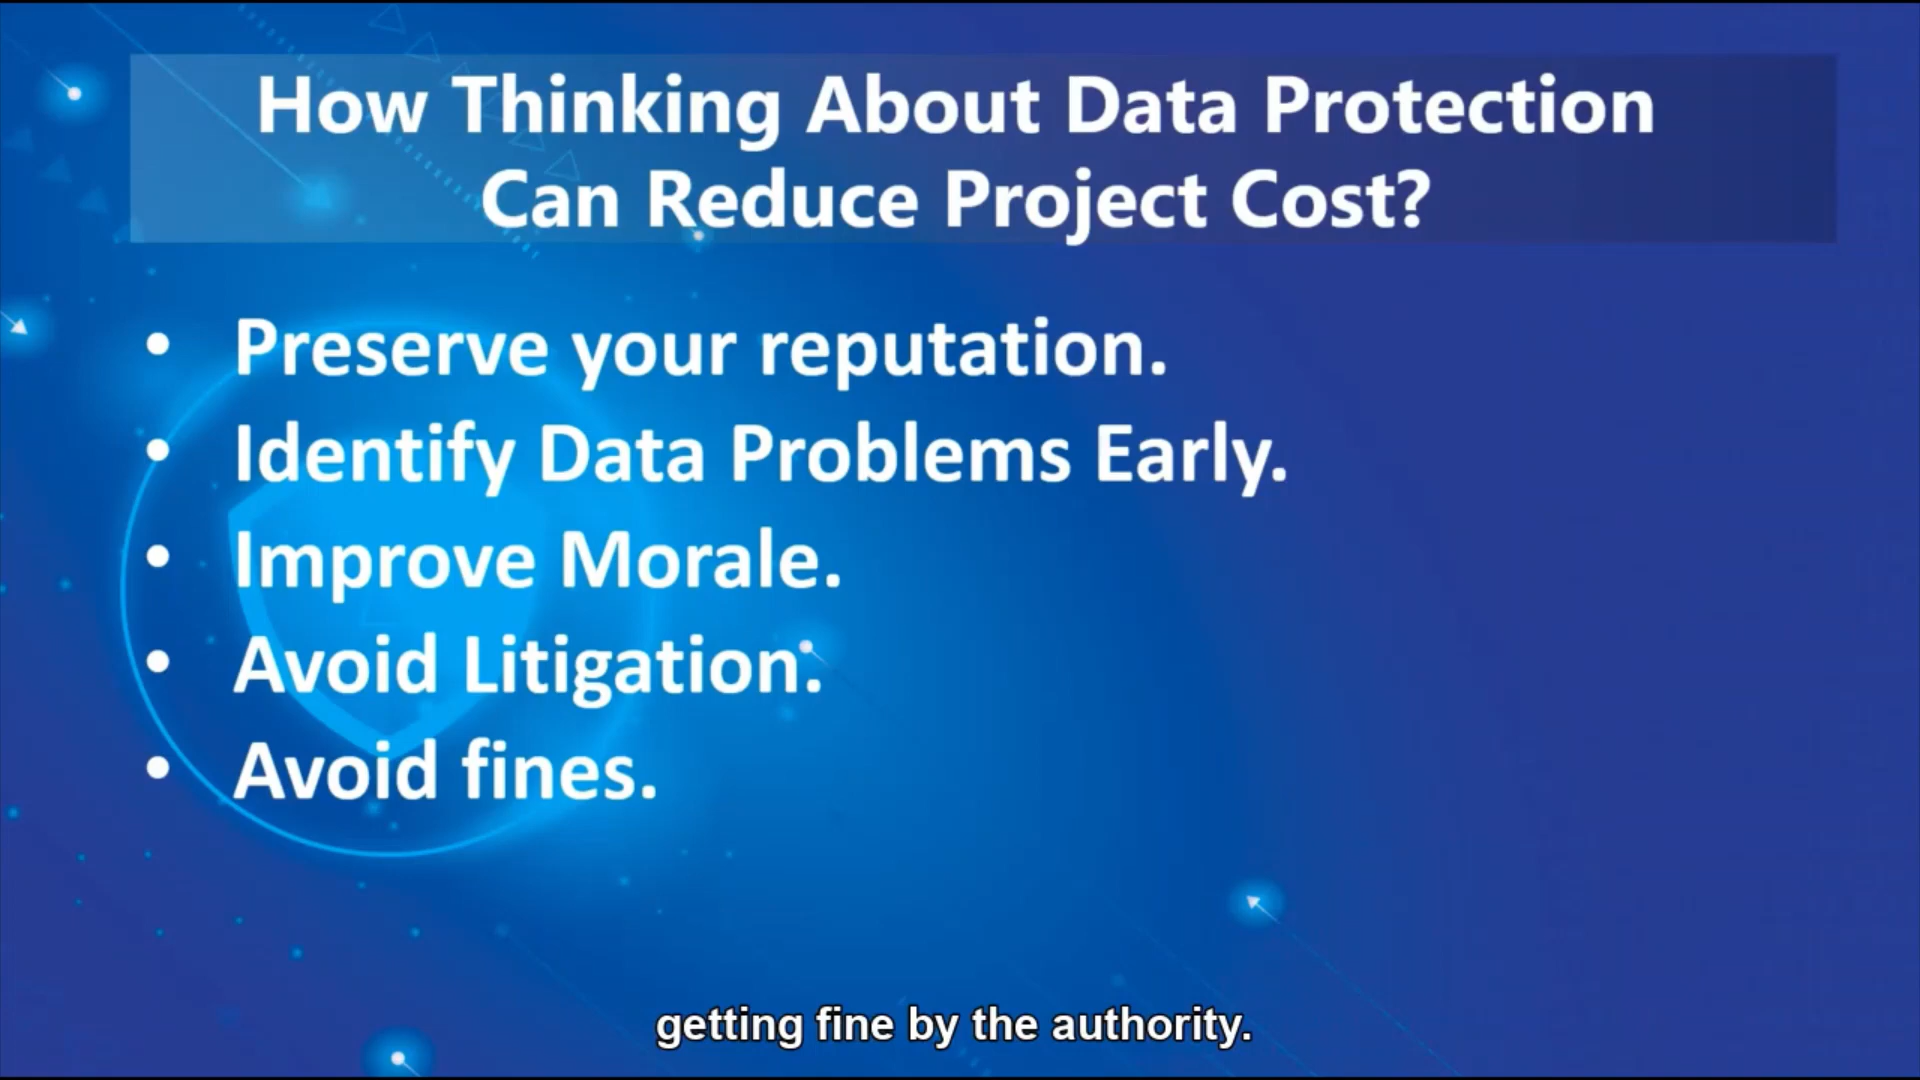 How Thinking About Data Protection
Can Reduce Project Cost?
• Preserve your reputation.
• Identify Data Problems Early.
• Improve Morale.
• Avoid Litigation.
• Avoid fines.
getting fine by the authority.